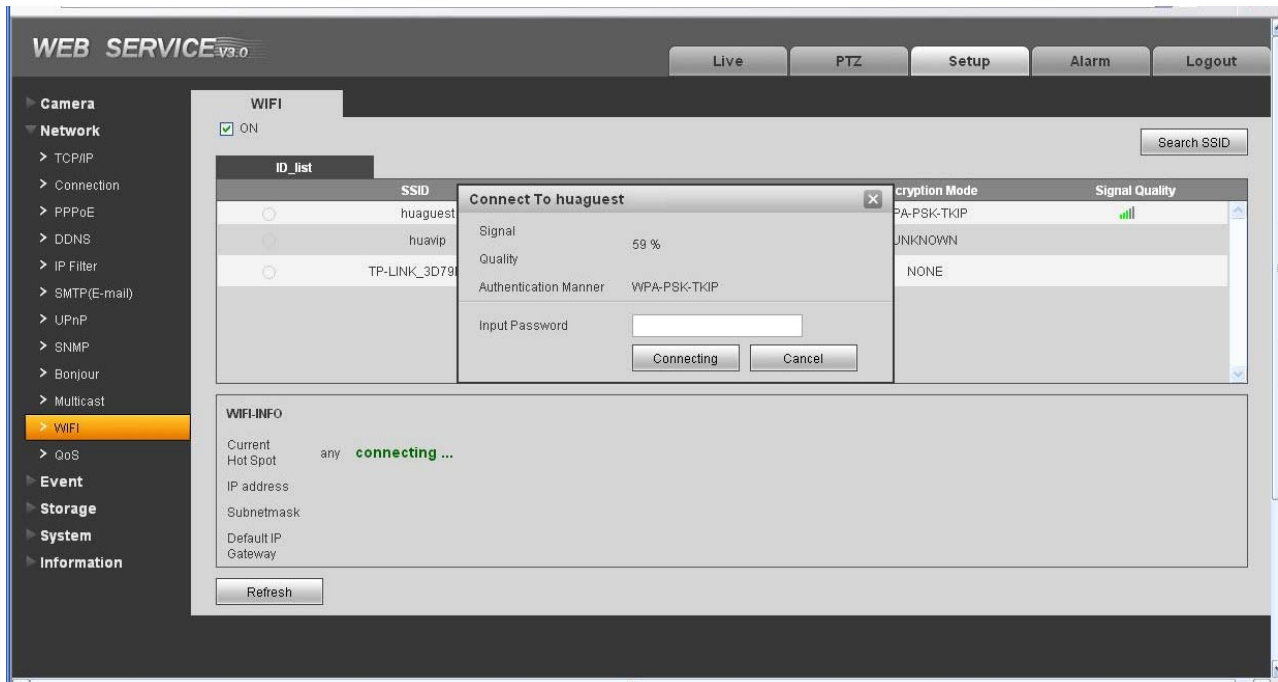 WEB SERVICE V3.0
Live PTZ Setup Alarm Logout
Camera
Network
TCP/IP
Connection
PPPoE
DDNS
IP Filter
SMTP(E-mail)
UPnP
SNMP
Bonjour
Multicast
WIFI
QoS
Event
Storage
System
Information
WIFI
ON
Search SSID
ID_list
SSID cryption Mode Signal Quality
huaguest PA-PSK-TKIP
huavip UNKNOWN
TP-LINK_3D79 NONE
Connect To huaguest
Signal
Quality
59 %
Authentication Manner WPA-PSK-TKIP
Input Password
Connecting Cancel
WIFI-INFO
Current
Hot Spot
any connecting ...
IP address
Subnetmask
Default IP
Gateway
Refresh